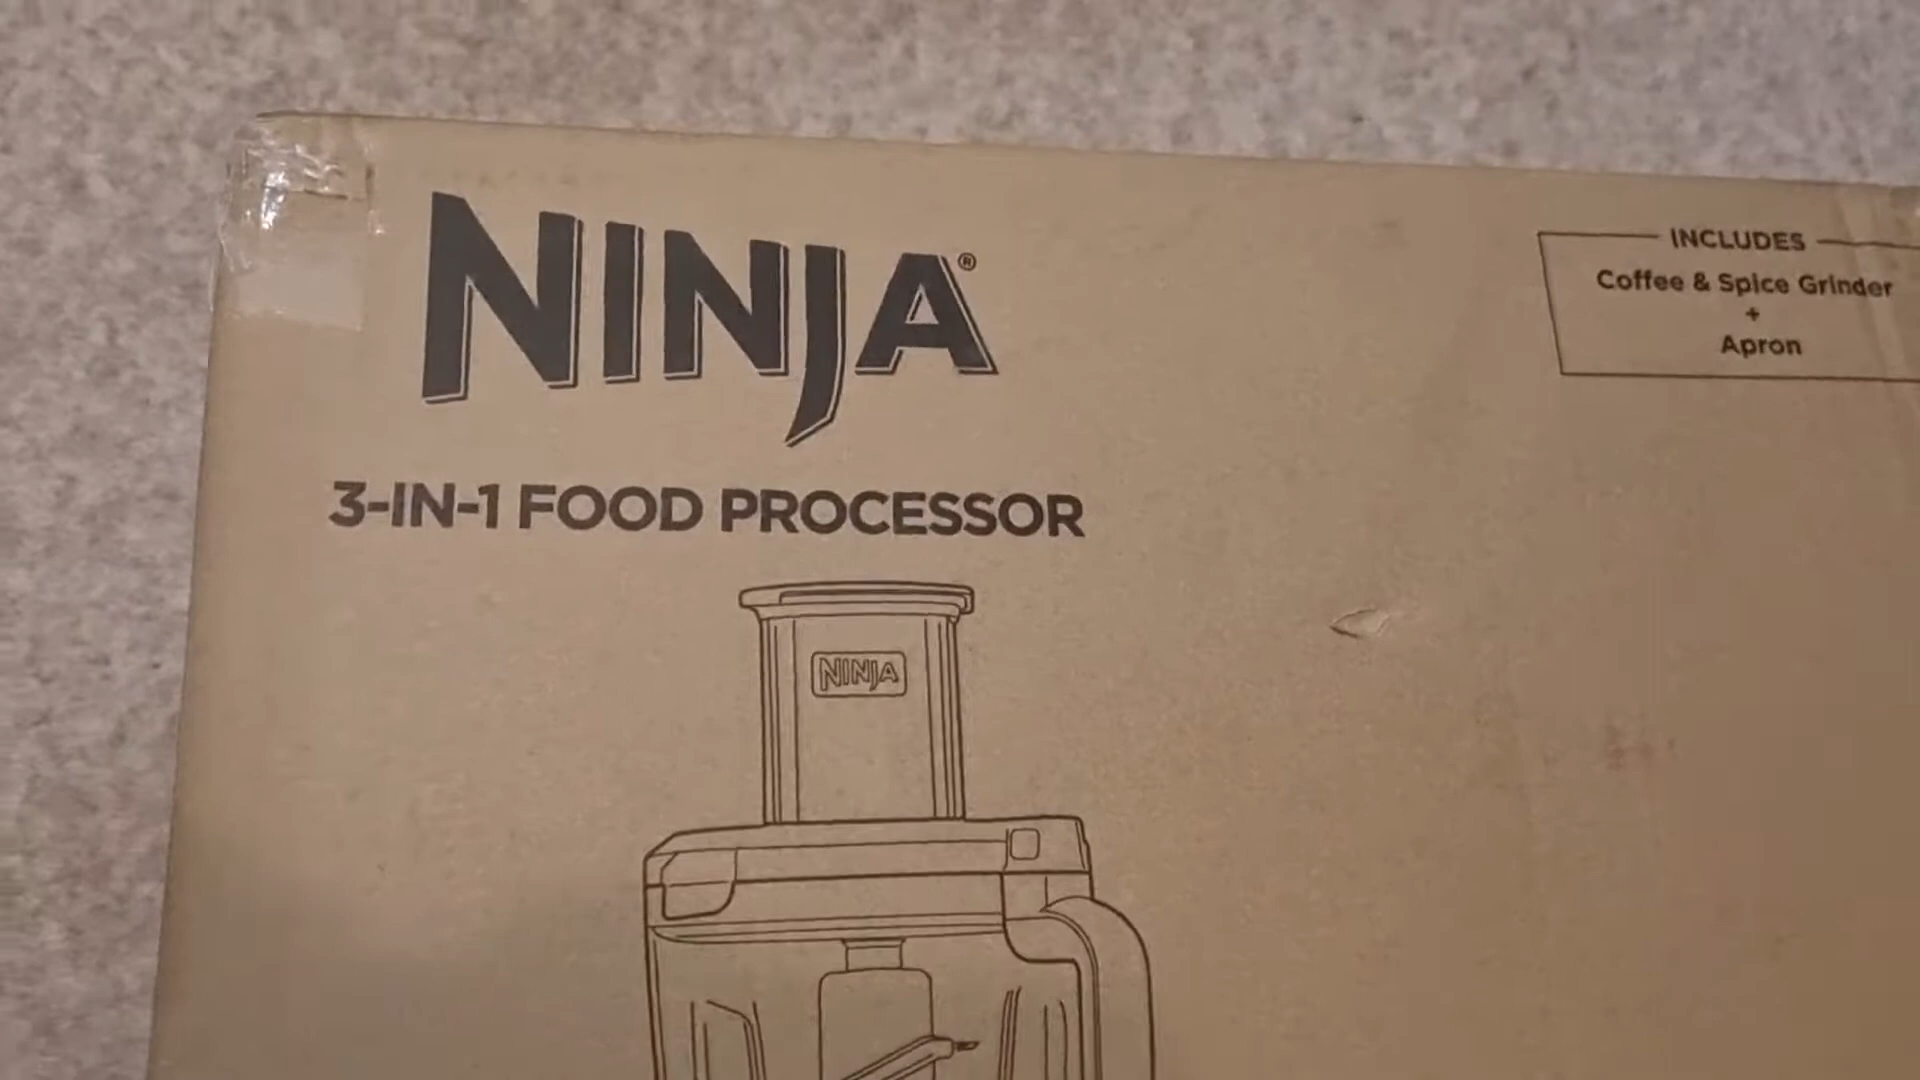 NINJA®
INCLUDES
Coffee & Spice Grinder
+
Apron
3-IN-1 FOOD PROCESSOR
NINJA